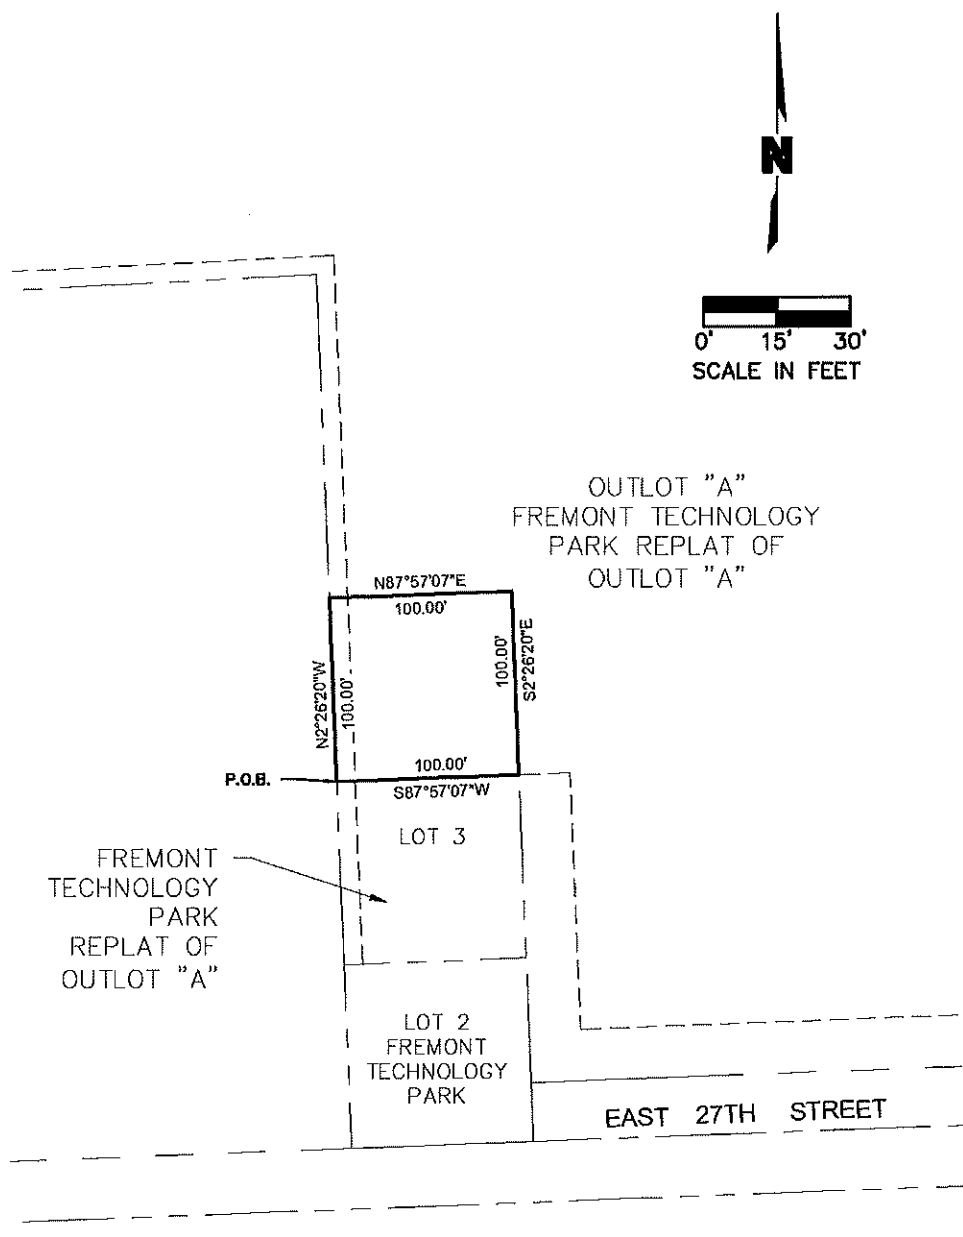 N
0' 15' 30'
SCALE IN FEET
OUTLOT "A"
FREMONT TECHNOLOGY
PARK REPLAT OF
OUTLOT "A"
N87°57'07"E
100.00'
N2°26'20"W
100.00'
100.00'
S2°26'20"E
100.00'
S87°57'07"W
P.O.B.
LOT 3
FREMONT
TECHNOLOGY
PARK
REPLAT OF
OUTLOT "A"
LOT 2
FREMONT
TECHNOLOGY
PARK
EAST 27TH STREET